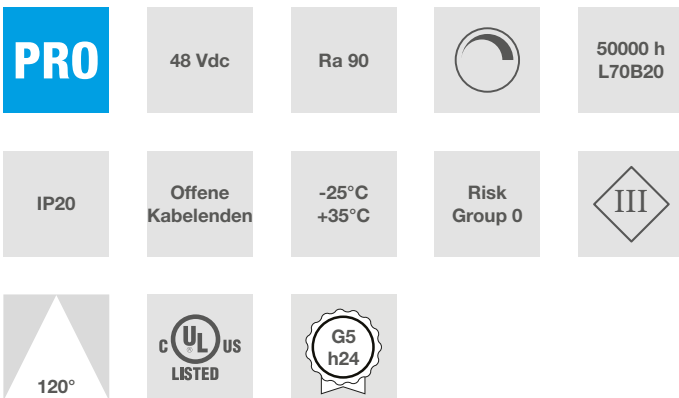 PRO
48 Vdc
Ra 90
50000 h
L70B20
IP20
Offene
Kabelenden
-25°C
+35°C
Risk
Group 0
III
120°
C UL US
®
LISTED
G5
h24